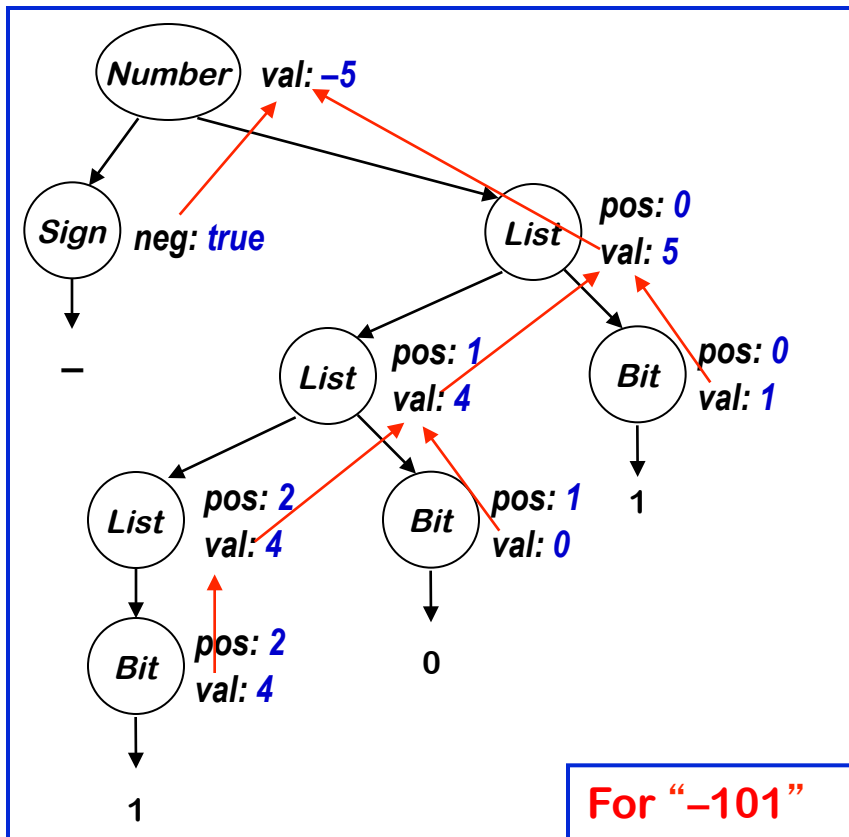 Number val: –5
Sign neg: true
List pos: 0
val: 5
–
List pos: 1
val: 4
Bit pos: 0
val: 1
List pos: 2
val: 4
Bit pos: 1
val: 0
1
Bit pos: 2
val: 4
0
1
For “–101”